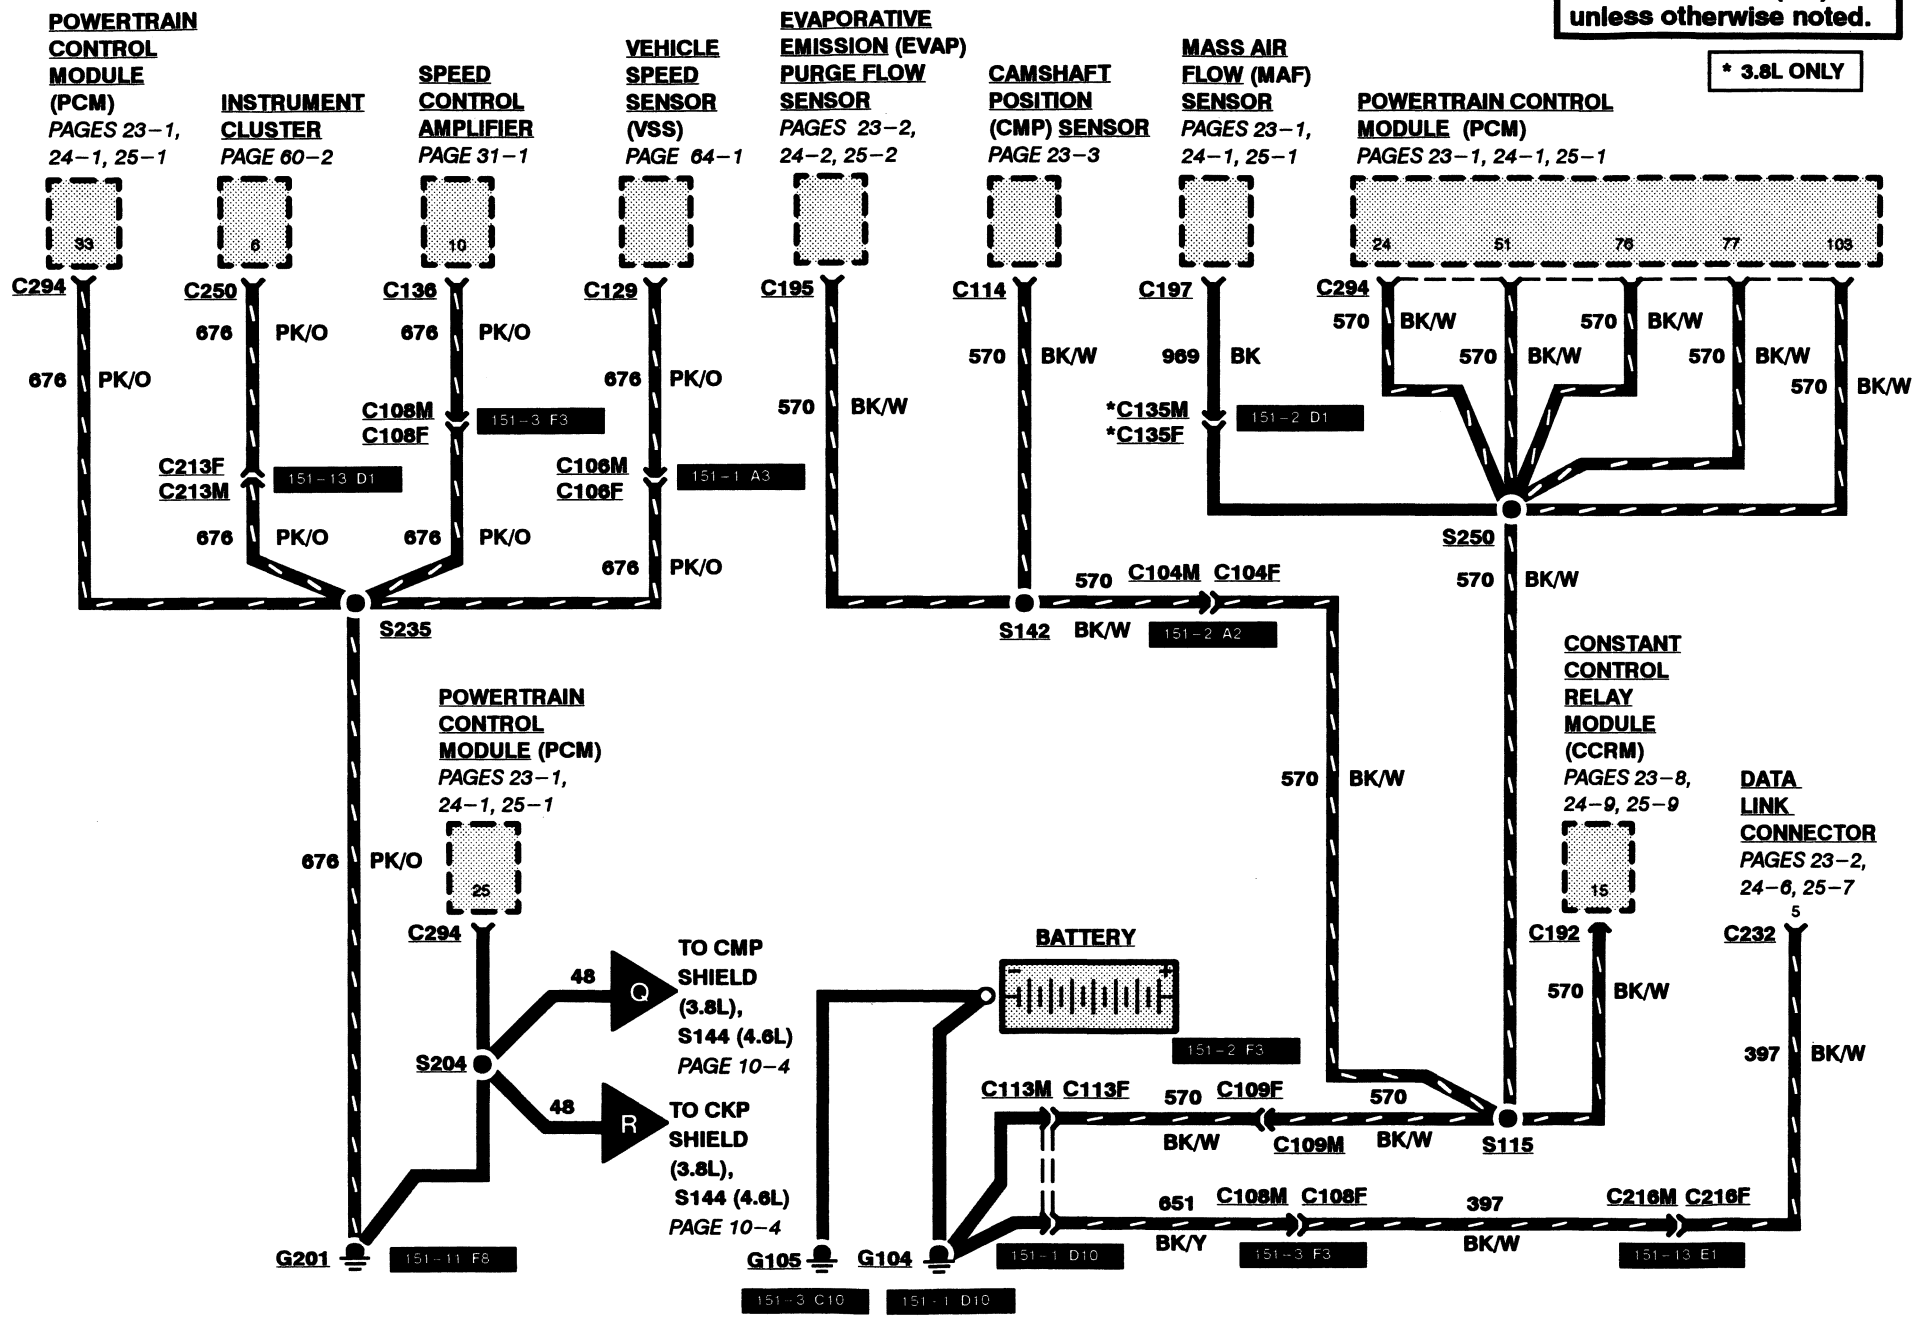 unless otherwise noted.
* 3.8L ONLY
POWERTRAIN
CONTROL
MODULE
(PCM)
PAGES 23-1,
24-1, 25-1
33
INSTRUMENT
CLUSTER
PAGE 60-2
6
SPEED
CONTROL
AMPLIFIER
PAGE 31-1
10
VEHICLE
SPEED
SENSOR
(VSS)
PAGE 64-1
EVAPORATIVE
EMISSION (EVAP)
PURGE FLOW
SENSOR
PAGES 23-2,
24-2, 25-2
CAMSHAFT
POSITION
(CMP) SENSOR
PAGE 23-3
MASS AIR
FLOW (MAF)
SENSOR
PAGES 23-1,
24-1, 25-1
POWERTRAIN CONTROL
MODULE (PCM)
PAGES 23-1, 24-1, 25-1
24 51 76 77 103
C294 C250 C136 C129 C195 C114 C197 C294
676 PK/O
676 PK/O
676 PK/O
676 PK/O
570 BK/W
570 BK/W
969 BK
570 BK/W
570 BK/W
570 BK/W
570 BK/W
570 BK/W
C108M
C108F
151-3 F3
*C135M
*C135F
151-2 D1
C213F
C213M
151-13 D1
C106M
C106F
151-1 A3
676 PK/O
676 PK/O
676 PK/O
S250
570 BK/W
S235
S142
570
BK/W
C104M C104F
151-2 A2
POWERTRAIN
CONTROL
MODULE (PCM)
PAGES 23-1,
24-1, 25-1
25
C294
676 PK/O
570 BK/W
CONSTANT
CONTROL
RELAY
MODULE
(CCRM)
PAGES 23-8,
24-9, 25-9
15
C192
570 BK/W
DATA
LINK
CONNECTOR
PAGES 23-2,
24-6, 25-7
5
C232
397 BK/W
48
Q
TO CMP
SHIELD
(3.8L),
S144 (4.6L)
PAGE 10-4
S204
48
R
TO CKP
SHIELD
(3.8L),
S144 (4.6L)
PAGE 10-4
BATTERY
- +
151-2 F3
C113M C113F
570
BK/W
C109F
C109M
570
BK/W
S115
651
BK/Y
C108M C108F
397
BK/W
C216M C216F
G201
151-11 F8
G105
151-3 C10
G104
151-1 D10
151-1 D10
151-3 F3
151-13 E1